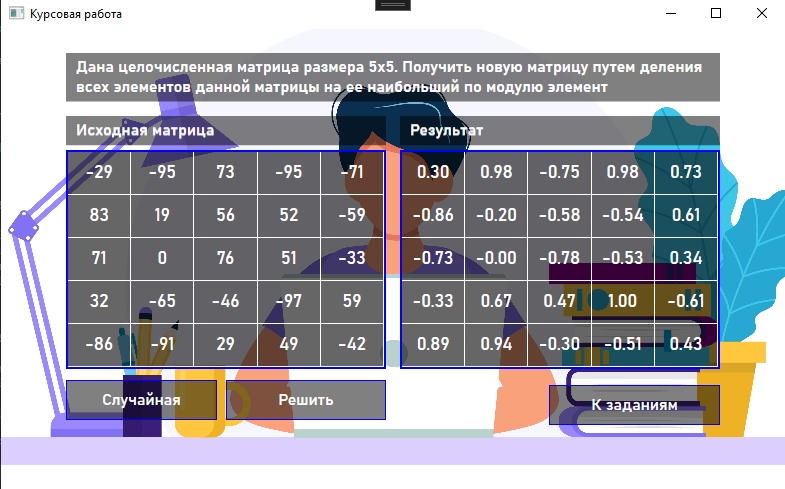 Курсовая работа
Дана целочисленная матрица размера 5х5. Получить новую матрицу путем деления
всех элементов данной матрицы на ее наибольший по модулю элемент
Исходная матрица Результат
-29 -95 73 -95 -71 0.30 0.98 -0.75 0.98 0.73
83 19 56 52 -59 -0.86 -0.20 -0.58 -0.54 0.61
71 0 76 51 -33 -0.73 -0.00 -0.78 -0.53 0.34
32 -65 -46 -97 59 -0.33 0.67 0.47 1.00 -0.61
-86 -91 29 49 -42 0.89 0.94 -0.30 -0.51 0.43
Случайная Решить К заданиям